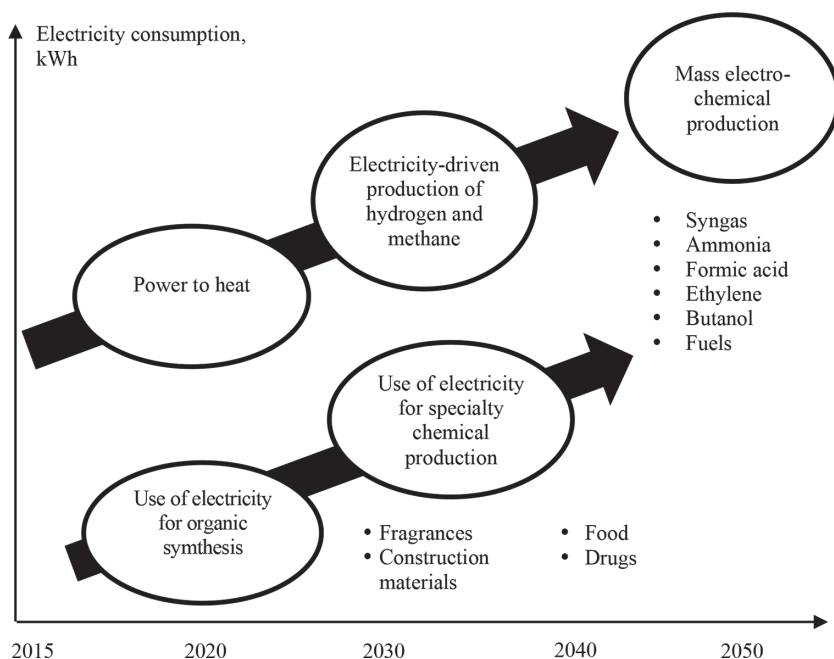 Electricity consumption,
kWh
Mass electro-
chemical
production
Electricity-driven
production of
hydrogen and
methane
Power to heat
• Syngas
• Ammonia
• Formic acid
• Ethylene
• Butanol
• Fuels
Use of electricity
for specialty
chemical
production
Use of electricity
for organic
symthesis
• Fragrances
• Construction
materials
• Food
• Drugs
2015 2020 2030 2040 2050